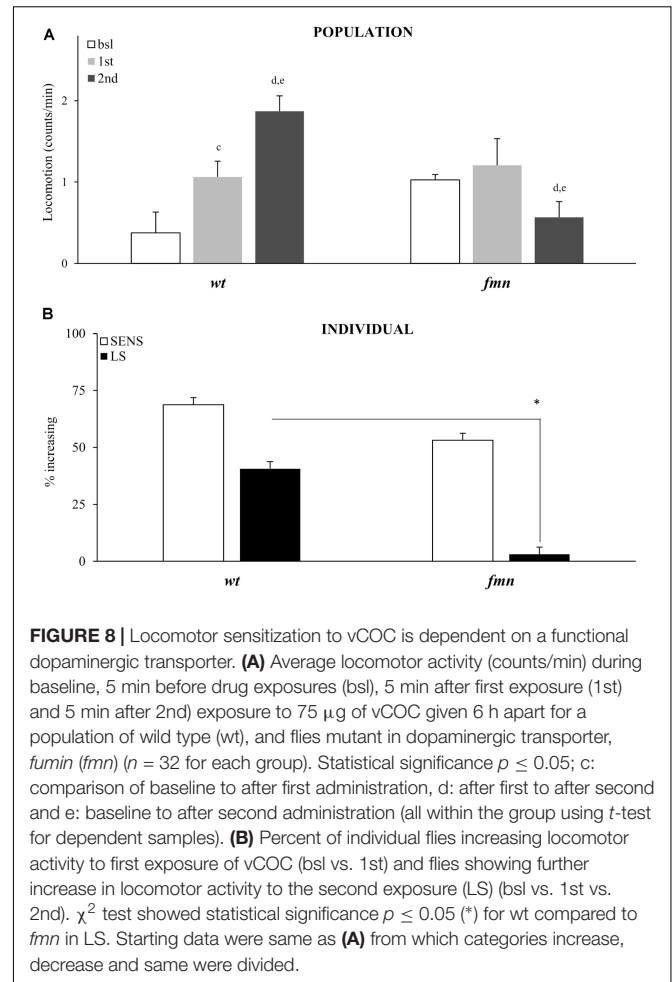 A
POPULATION
bsl
1st
2nd
Locomotion (counts/min)
2
1
0
c
d,e
d,e
wt
fmn
B
INDIVIDUAL
SENS
LS
% increasing
100
75
50
25
0
*
wt
fmn
FIGURE 8 | Locomotor sensitization to vCOC is dependent on a functional
dopaminergic transporter. (A) Average locomotor activity (counts/min) during
baseline, 5 min before drug exposures (bsl), 5 min after first exposure (1st)
and 5 min after 2nd) exposure to 75 μg of vCOC given 6 h apart for a
population of wild type (wt), and flies mutant in dopaminergic transporter,
fumin (fmn) (n = 32 for each group). Statistical significance p ≤ 0.05; c:
comparison of baseline to after first administration, d: after first to after second
and e: baseline to after second administration (all within the group using t-test
for dependent samples). (B) Percent of individual flies increasing locomotor
activity to first exposure of vCOC (bsl vs. 1st) and flies showing further
increase in locomotor activity to the second exposure (LS) (bsl vs. 1st vs.
2nd). χ² test showed statistical significance p ≤ 0.05 (*) for wt compared to
fmn in LS. Starting data were same as (A) from which categories increase,
decrease and same were divided.